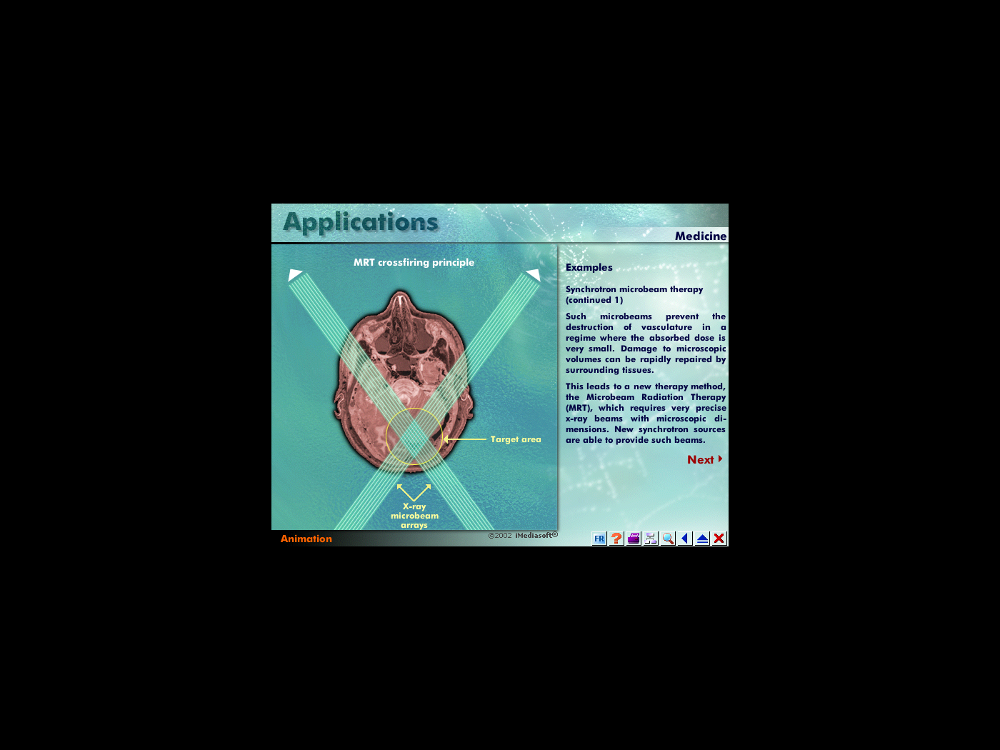 Applications
Medicine
MRT crossfiring principle
Target area
X-ray
microbeam
arrays
Examples
Synchrotron microbeam therapy
(continued 1)
Such microbeams prevent the
destruction of vasculature in a
regime where the absorbed dose is
very small. Damage to microscopic
volumes can be rapidly repaired by
surrounding tissues.
This leads to a new therapy method,
the Microbeam Radiation Therapy
(MRT), which requires very precise
x-ray beams with microscopic di-
mensions. New synchrotron sources
are able to provide such beams.
Next
Animation
©2002 iMediasoft®
FR
?